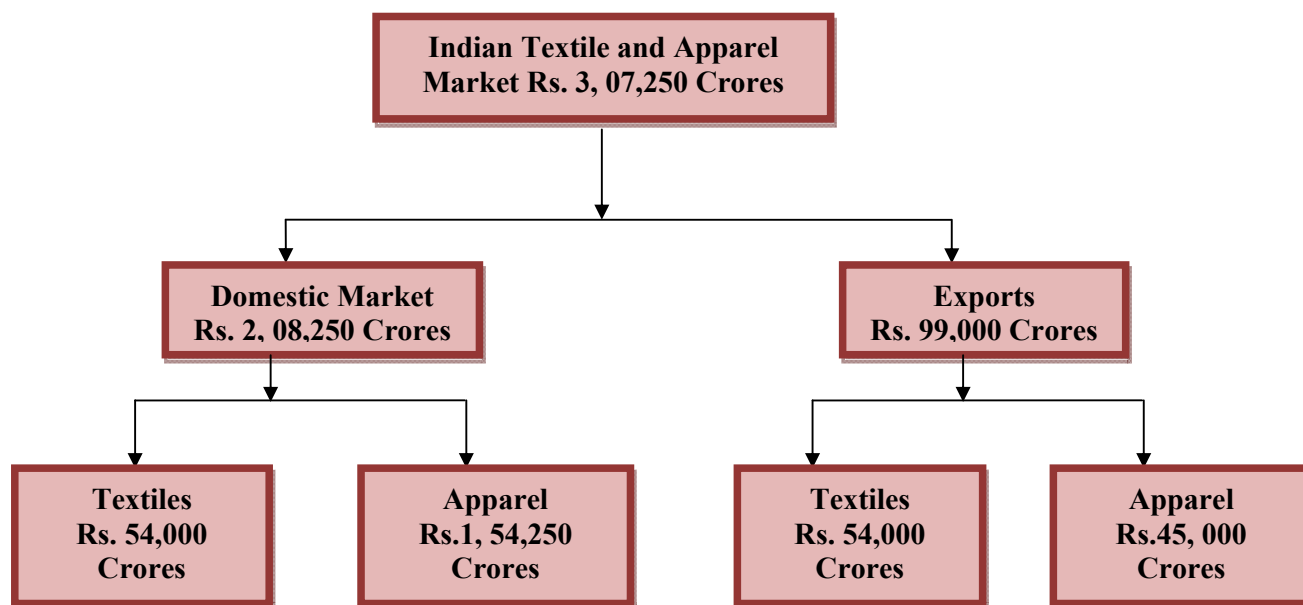 Indian Textile and Apparel
Market Rs. 3, 07,250 Crores
Domestic Market
Rs. 2, 08,250 Crores
Exports
Rs. 99,000 Crores
Textiles
Rs. 54,000
Crores
Apparel
Rs.1, 54,250
Crores
Textiles
Rs. 54,000
Crores
Apparel
Rs.45, 000
Crores